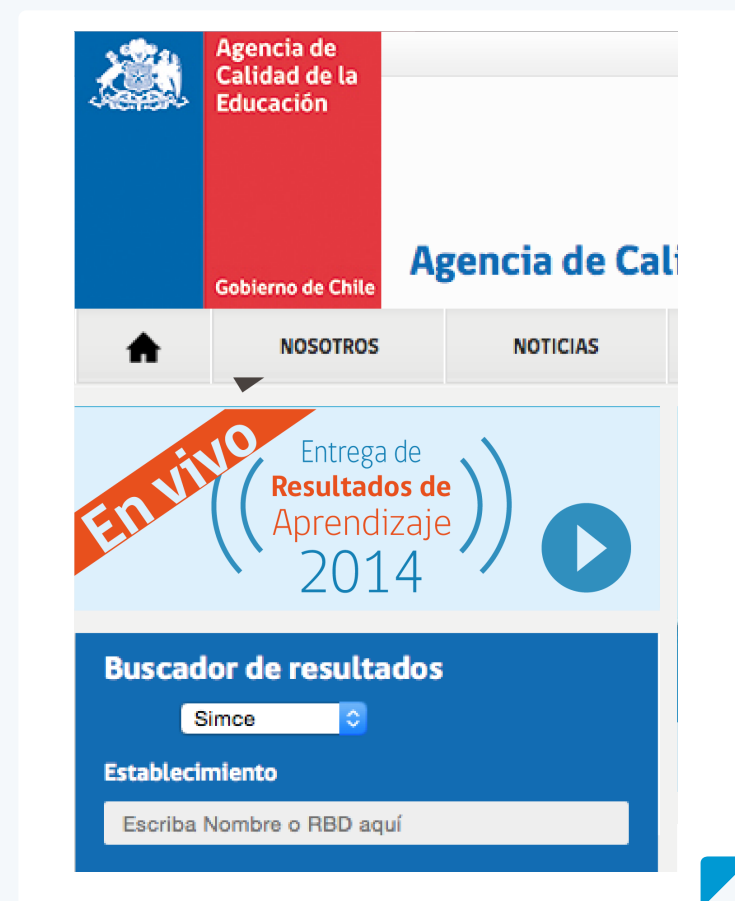 Agencia de
Calidad de la
Educación
Gobierno de Chile
Agencia de Cali
NOSOTROS
NOTICIAS
En vivo
Entrega de
Resultados de
Aprendizaje
2014
Buscador de resultados
Simce
Establecimiento
Escriba Nombre o RBD aquí